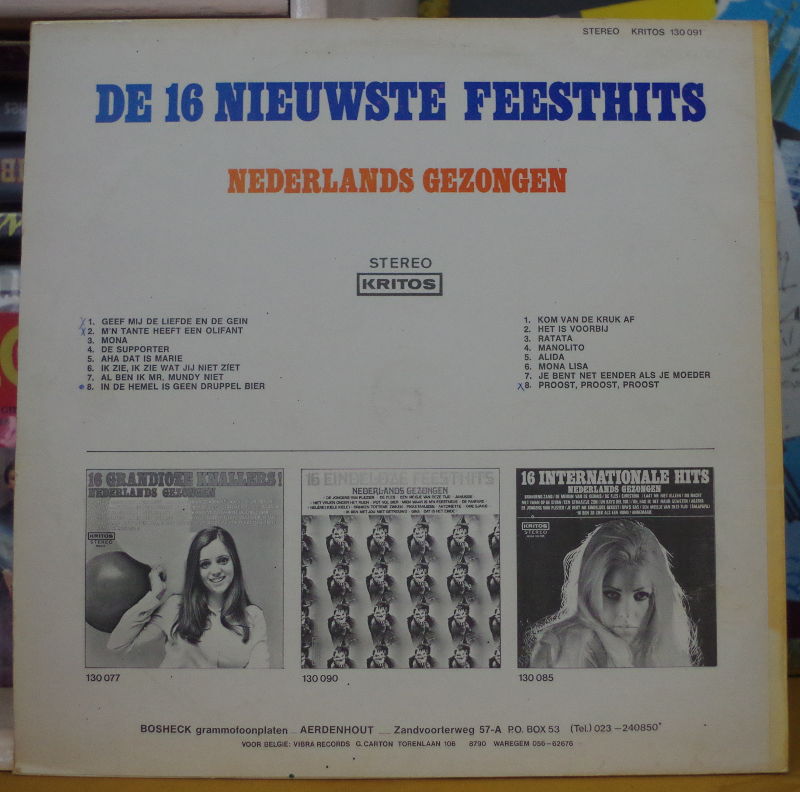 STEREO KRITOS 130 091
DE 16 NIEUWSTE FEESTHITS
NEDERLANDS GEZONGEN
STEREO
KRITOS
1. GEEF MIJ DE LIEFDE EN DE GEIN
2. M'N TANTE HEEFT EEN OLIFANT
3. MONA
4. DE SUPPORTER
5. AHA DAT IS MARIE
6. IK ZIE, IK ZIE WAT JIJ NIET ZIET
7. AL BEN IK MR. MUNDY NIET
8. IN DE HEMEL IS GEEN DRUPPEL BIER
1. KOM VAN DE KRUK AF
2. HET IS VOORBIJ
3. RATATA
4. MANOLITO
5. ALIDA
6. MONA LISA
7. JE BENT NET EENDER ALS JE MOEDER
8. PROOST, PROOST, PROOST
16 GRANDIOZE KNALLERS!
NEDERLANDS GEZONGEN
KRITOS
STEREO
130 077
16 EINDELOZE FEESTHITS
NEDERLANDS GEZONGEN
130 090
16 INTERNATIONALE HITS
NEDERLANDS GEZONGEN
KRITOS
STEREO
130 085
BOSHECK grammofoonplaten AERDENHOUT Zandvoorterweg 57-A P.O. BOX 53 (Tel.) 023-240850*
VOOR BELGIE: VIBRA RECORDS G. CARTON TORENLAAN 106 8790 WAREGEM 056-62676